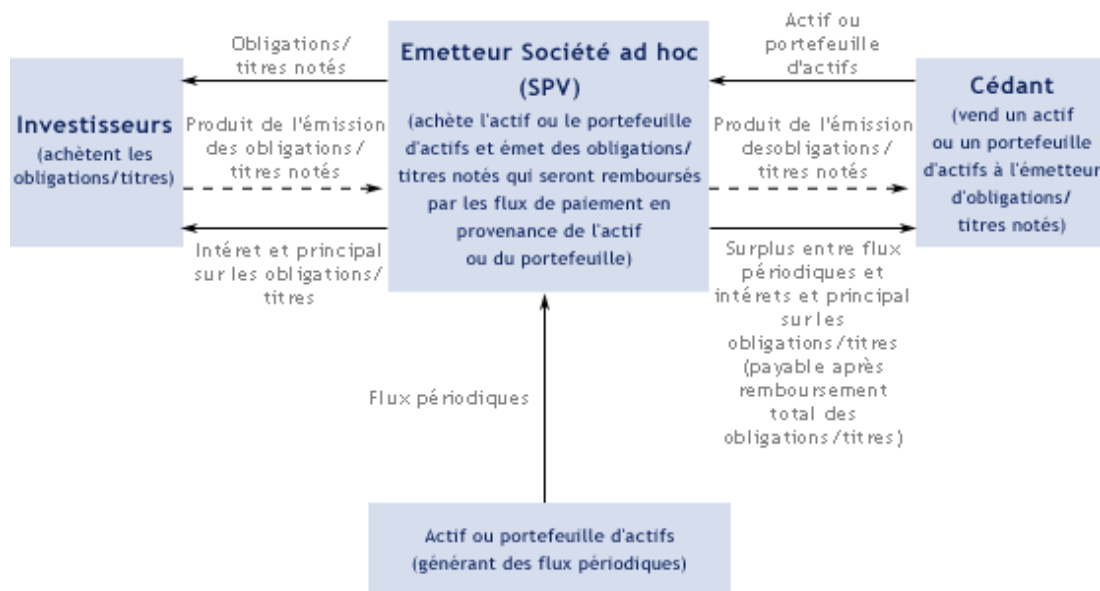 Obligations/
titres notés
Emetteur Société ad hoc
(SPV)
(achète l'actif ou le portefeuille
d'actifs et émet des obligations/
titres notés qui seront remboursés
par les flux de paiement en
provenance de l'actif
ou du portefeuille)
Actif ou
portefeuille
d'actifs
Investisseurs
(achètent les
obligations/titres)
Produit de l'émission
des obligations/
titres notés
Produit de l'émission
desobligations/
titres notés
Cédant
(vend un actif
ou un portefeuille
d'actifs à l'émetteur
d'obligations/
titres notés)
Intéret et principal
sur les obligations/
titres
Surplus entre flux
périodiques et
intérets et principal
sur les
obligations/titres
(payable après
remboursement
total des
obligations/titres)
Flux périodiques
Actif ou portefeuille d'actifs
(générant des flux périodiques)